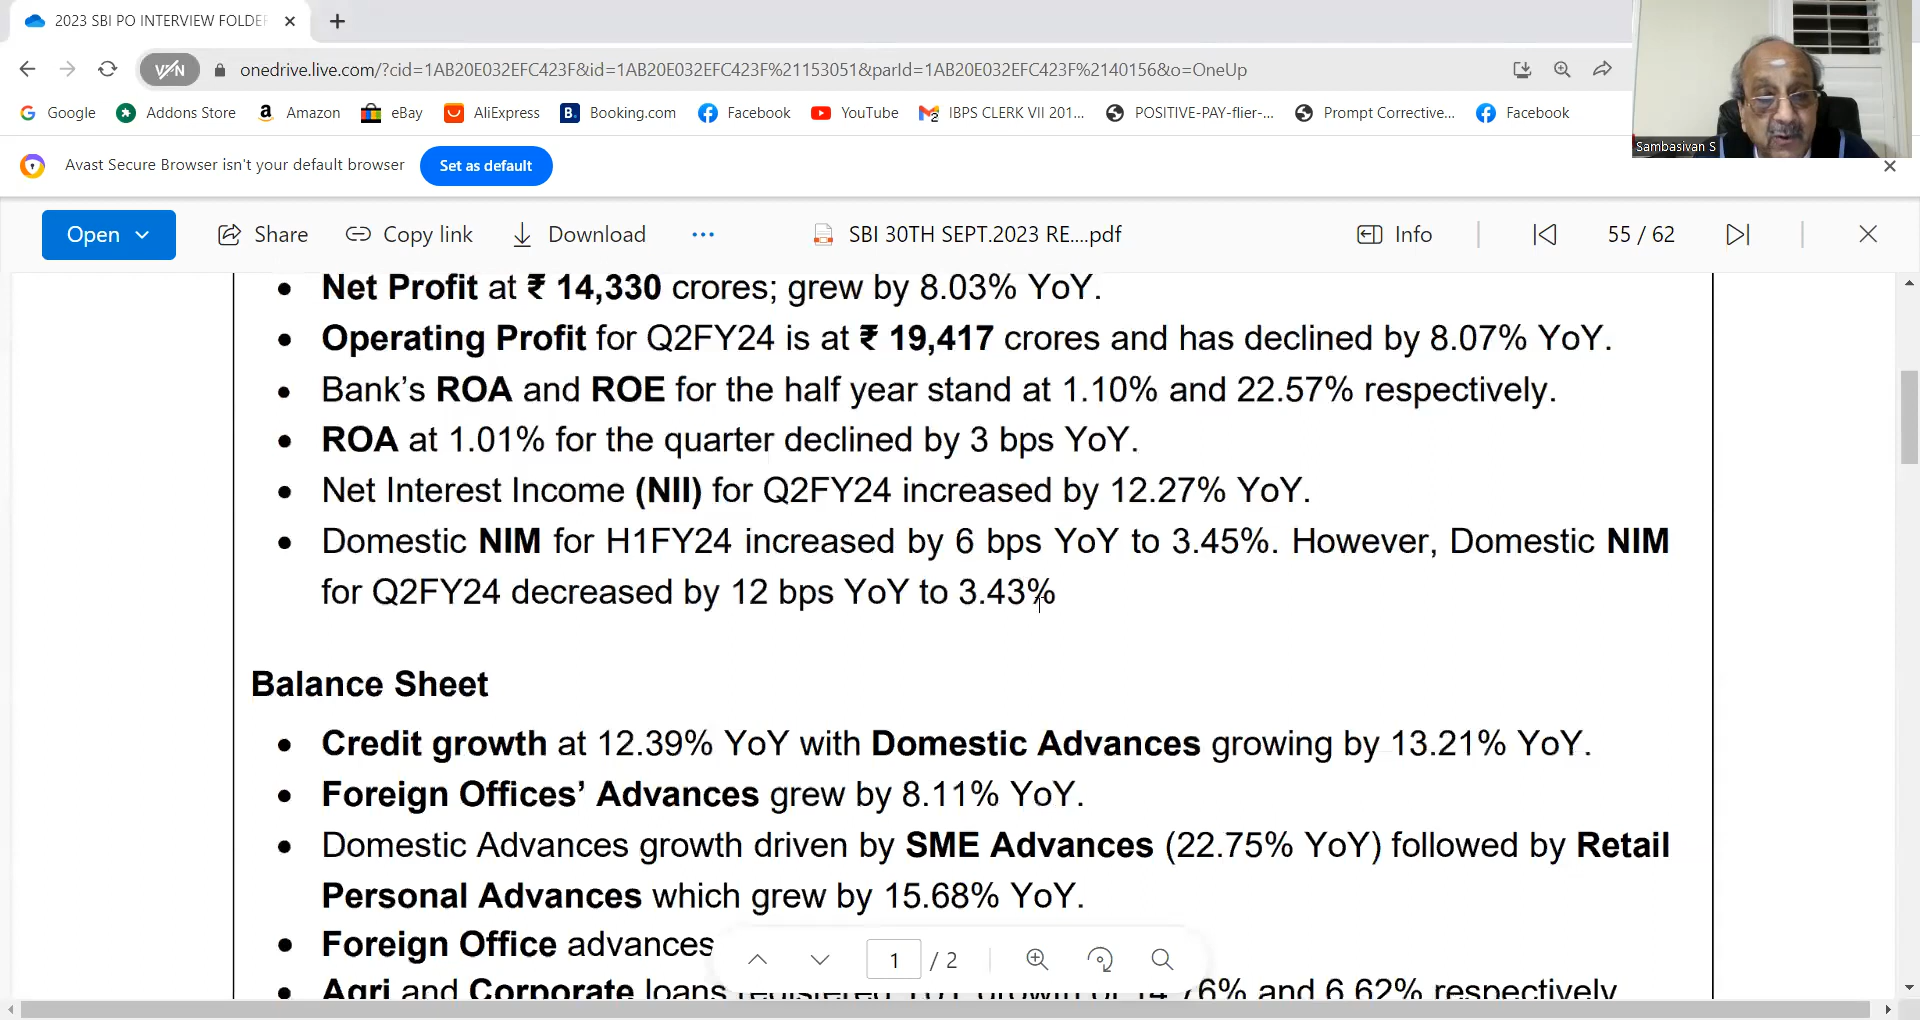 2023 SBI PO INTERVIEW FOLDER
VPN
onedrive.live.com/?cid=1AB20E032EFC423F&id=1AB20E032EFC423F%21153051&parId=1AB20E032EFC423F%2140156&o=OneUp
Google Addons Store Amazon eBay AliExpress Booking.com Facebook YouTube IBPS CLERK VII 201... POSITIVE-PAY-flier-... Prompt Corrective... Facebook
Sambasivan S
Avast Secure Browser isn't your default browser Set as default
Open Share Copy link Download ... SBI 30TH SEPT.2023 RE....pdf Info 55 / 62
• Net Profit at ₹ 14,330 crores; grew by 8.03% YoY.
• Operating Profit for Q2FY24 is at ₹ 19,417 crores and has declined by 8.07% YoY.
• Bank’s ROA and ROE for the half year stand at 1.10% and 22.57% respectively.
• ROA at 1.01% for the quarter declined by 3 bps YoY.
• Net Interest Income (NII) for Q2FY24 increased by 12.27% YoY.
• Domestic NIM for H1FY24 increased by 6 bps YoY to 3.45%. However, Domestic NIM
for Q2FY24 decreased by 12 bps YoY to 3.43%
Balance Sheet
• Credit growth at 12.39% YoY with Domestic Advances growing by 13.21% YoY.
• Foreign Offices’ Advances grew by 8.11% YoY.
• Domestic Advances growth driven by SME Advances (22.75% YoY) followed by Retail
Personal Advances which grew by 15.68% YoY.
• Foreign Office advances
1 / 2
• Agri and Corporate loans registered YoY growth of 14.76% and 6.62% respectively